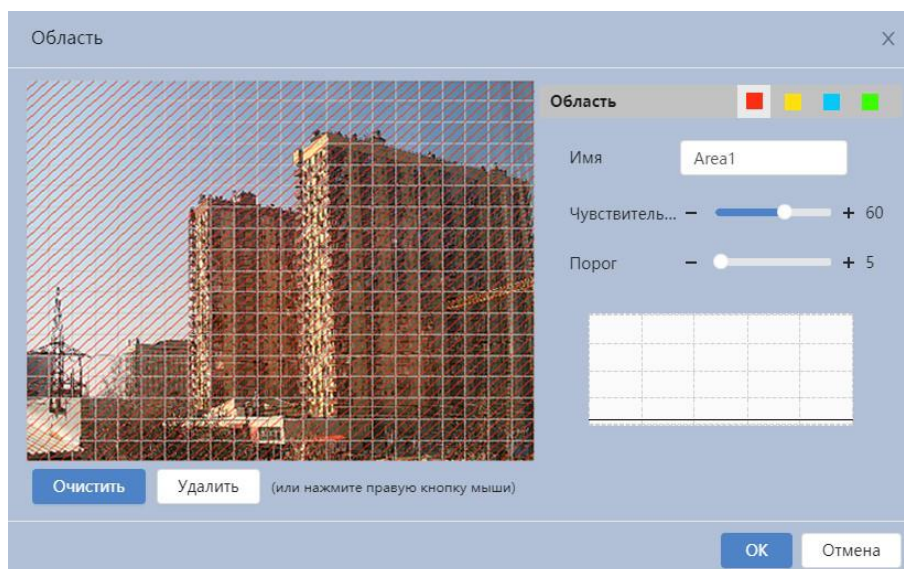 Область
X
Область
Имя
Area1
Чувствитель... − + 60
Порог − + 5
Очистить
Удалить
(или нажмите правую кнопку мыши)
OK
Отмена